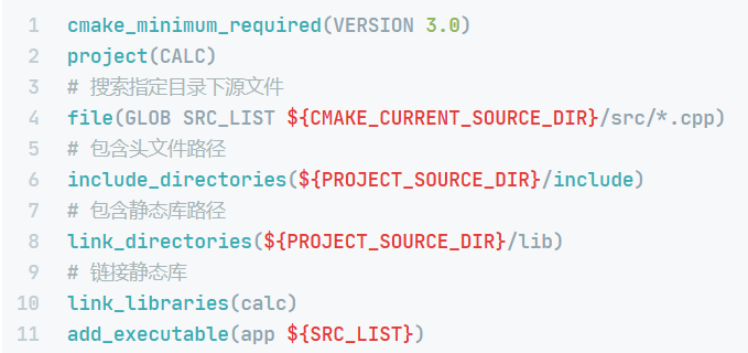 1 cmake_minimum_required(VERSION 3.0)
2 project(CALC)
3 # 搜索指定目录下源文件
4 file(GLOB SRC_LIST ${CMAKE_CURRENT_SOURCE_DIR}/src/*.cpp)
5 # 包含头文件路径
6 include_directories(${PROJECT_SOURCE_DIR}/include)
7 # 包含静态库路径
8 link_directories(${PROJECT_SOURCE_DIR}/lib)
9 # 链接静态库
10 link_libraries(calc)
11 add_executable(app ${SRC_LIST})